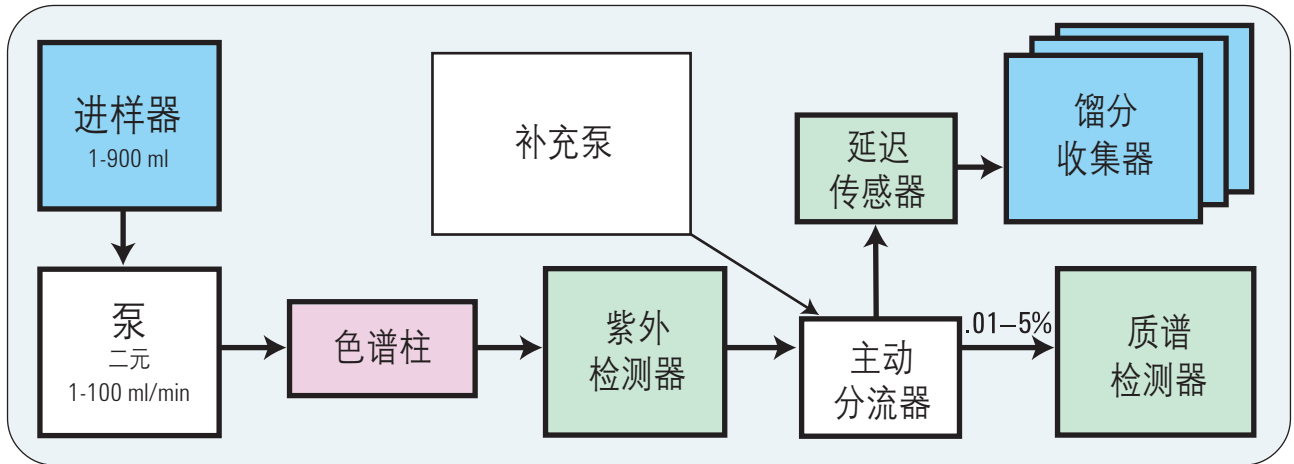 进样器
1-900 ml
补充泵
延迟
传感器
馏分
收集器
泵
二元
1-100 ml/min
色谱柱
紫外
检测器
主动
分流器
.01–5%
质谱
检测器